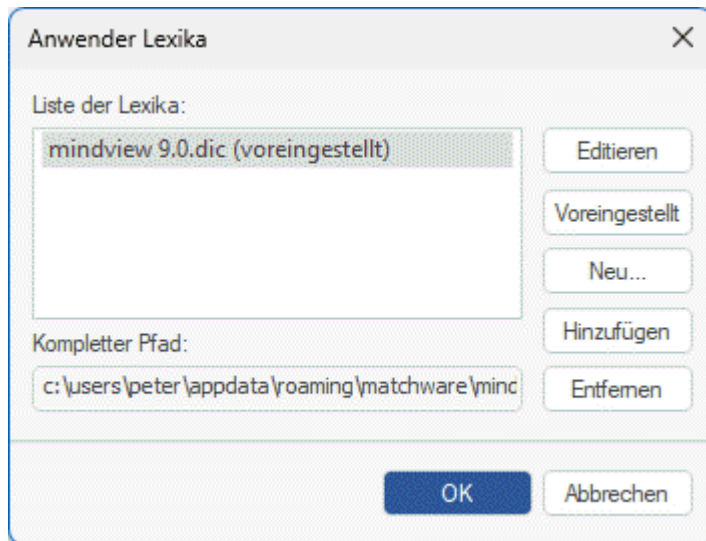 Anwender Lexika
Liste der Lexika:
mindview 9.0.dic (voreingestellt)
Editieren
Voreingestellt
Neu...
Hinzufügen
Kompletter Pfad:
c:\users\peter\appdata\roaming\matchware\mind
Entfernen
OK
Abbrechen